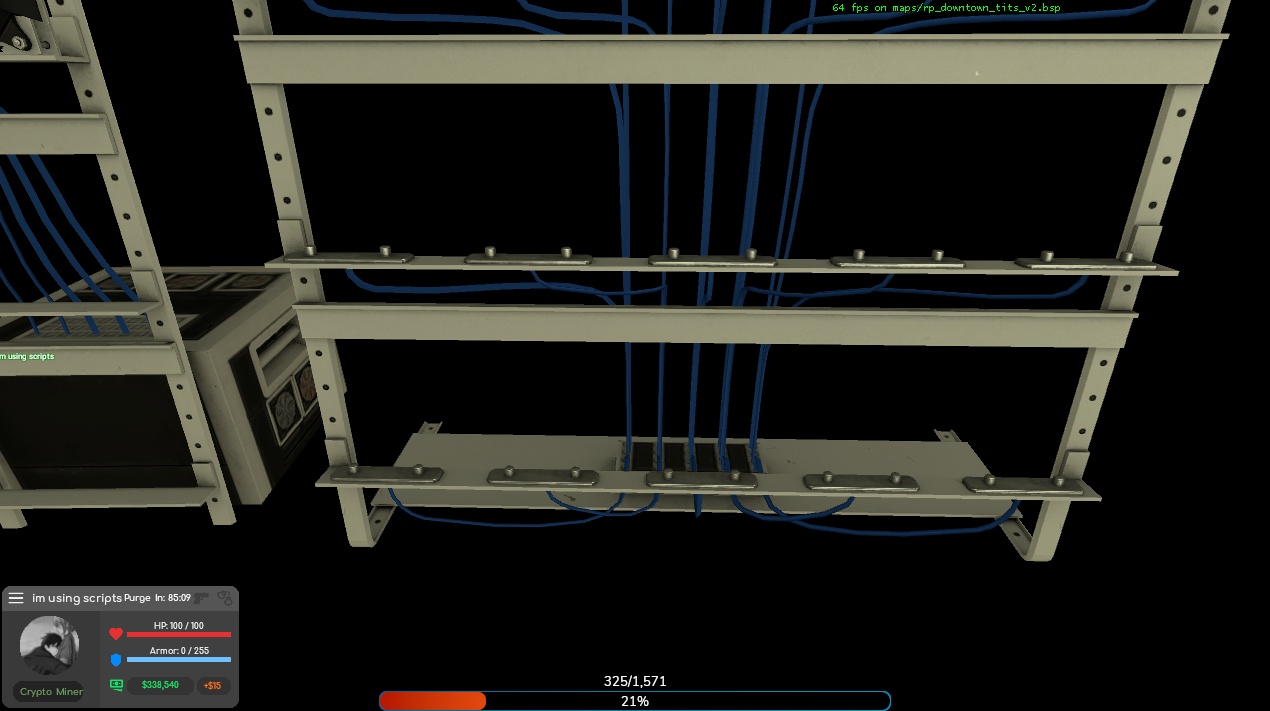 64 fps on maps/rp_downtown_tits_v2.bsp
m using scripts
im using scripts Purge In: 85:09
HP: 100 / 100
Armor: 0 / 255
Crypto Miner
$338,540
+$15
325/1,571
21%